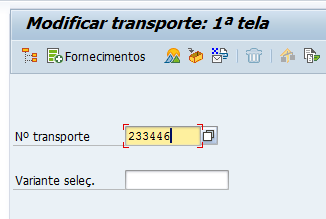 Modificar transporte: 1ª tela
Fornecimentos
Nº transporte 233446
Variante seleç.